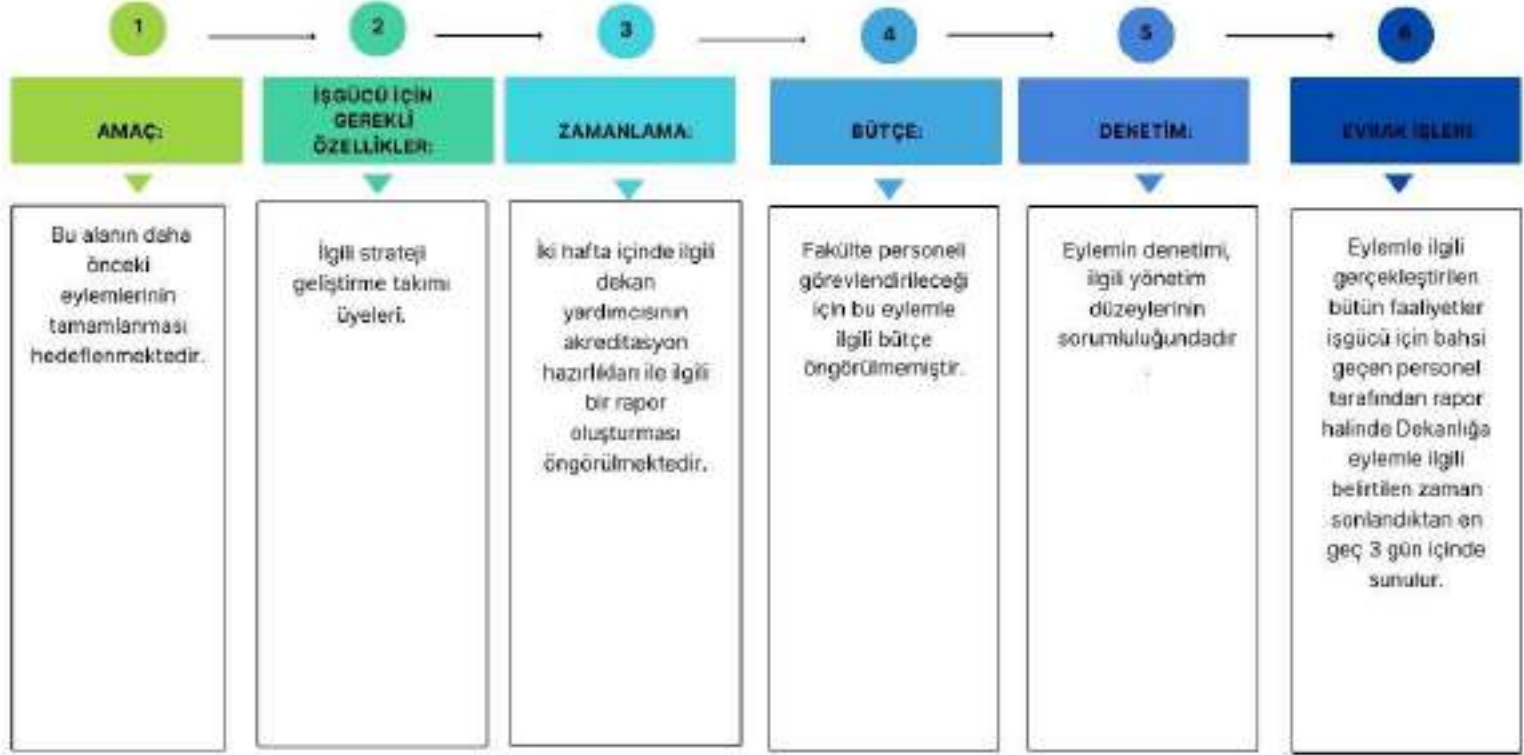 1
2
3
4
5
6
AMAÇ:
İŞGÜCÜ İÇİN
GEREKLİ
ÖZELLİKLER:
ZAMANLAMA:
BÜTÇE:
DENETİM:
EVRAK İŞLERİ:
Bu alanın daha
önceki
eylemlerinin
tamamlanması
hedeflenmektedir.
İlgili strateji
geliştirme takımı
üyeleri.
İki hafta içinde ilgili
dekan
yardımcısının
akreditasyon
hazırlıkları ile ilgili
bir rapor
oluşturması
öngörülmektedir.
Fakülte personeli
görevlendirileceği
için bu eylemle
ilgili bütçe
öngörülmemiştir.
Eylemin denetimi,
ilgili yönetim
düzeylerinin
sorumluluğundadır
.
Eylemle ilgili
gerçekleştirilen
bütün faaliyetler
işgücü için bahsi
geçen personel
tarafından rapor
halinde Dekanlığa
eylemle ilgili
belirtilen zaman
sonlandıktan en
geç 3 gün içinde
sunulur.